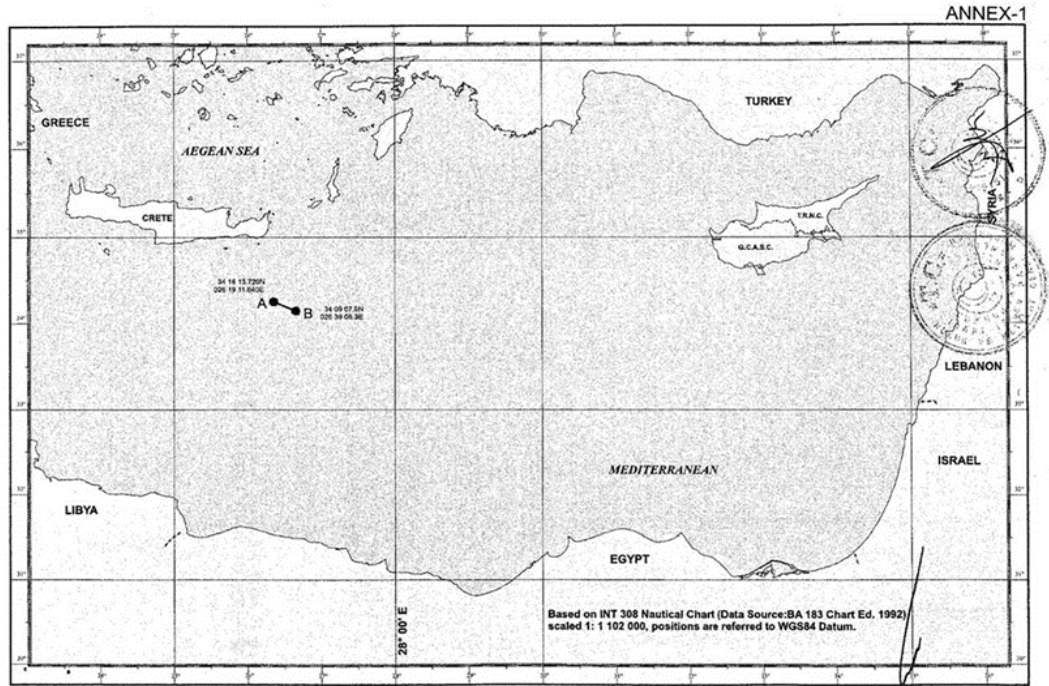 ANNEX-1
TURKEY
GREECE
AEGEAN SEA
CRETE
T.R.N.C.
G.C.A.S.C.
SYRIA
34 16 13.720N
026 19 11.640E
A
B
34 09 07.9N
026 39 06.3E
LEBANON
ISRAEL
MEDITERRANEAN
LIBYA
EGYPT
28° 00' E
Based on INT 308 Nautical Chart (Data Source:BA 183 Chart Ed. 1992)
scaled 1: 1 102 000, positions are referred to WGS84 Datum.